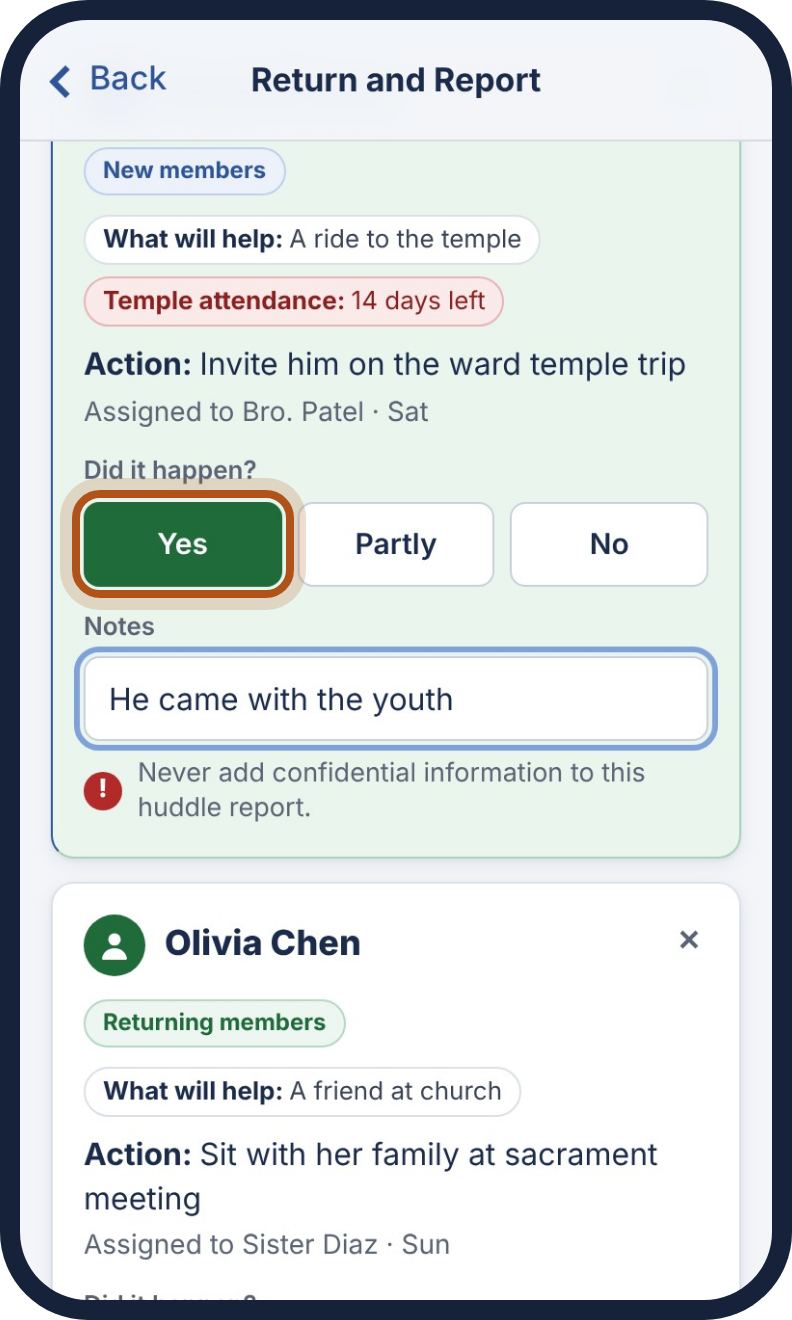 Back
Return and Report
New members
What will help: A ride to the temple
Temple attendance: 14 days left
Action: Invite him on the ward temple trip
Assigned to Bro. Patel · Sat
Did it happen?
Yes
Partly
No
Notes
He came with the youth
Never add confidential information to this
huddle report.
Olivia Chen
Returning members
What will help: A friend at church
Action: Sit with her family at sacrament
meeting
Assigned to Sister Diaz · Sun